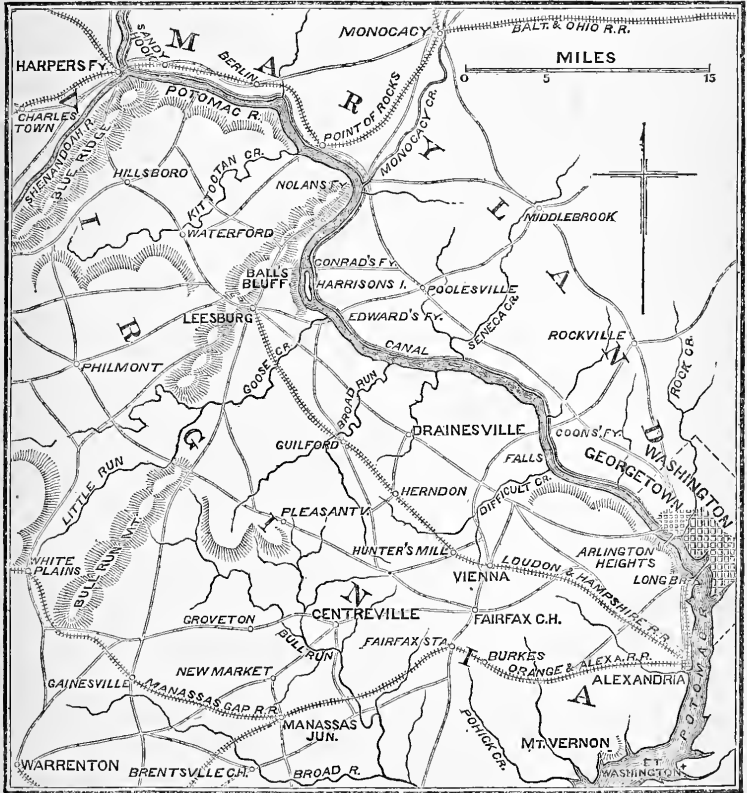 MARYLAND
VIRGINIA
SANDY
HOOK
BERLIN
MONOCACY
BALT. & OHIO R.R.
MILES
0 5 15
HARPERS FY.
CHARLES
TOWN
POTOMAC R.
POINT OF ROCKS
MONOCACY CR.
SHENANDOAH R.
BLUE RIDGE
HILLSBORO
KITTOCTAN CR.
NOLANS FY.
MIDDLEBROOK
WATERFORD
CONRAD'S FY.
BALL'S
BLUFF
HARRISONS I.
POOLESVILLE
LEESBURG
EDWARD'S FY.
SENECA CR.
ROCKVILLE
ROCK CR.
CANAL
PHILMONT
GOOSE CR.
BROAD RUN
GUILFORD
DRAINESVILLE
COONS' FY.
FALLS
GEORGETOWN
WASHINGTON
LITTLE RUN
HERNDON
DIFFICULT CR.
PLEASANT V.
BULL RUN MT.
WHITE
PLAINS
HUNTER'S MILL
VIENNA
LOUDON & HAMPSHIRE R.R.
ARLINGTON
HEIGHTS
LONG BR.
GROVETON
CENTREVILLE
FAIRFAX C.H.
BULL RUN
FAIRFAX STA.
BURKES
ORANGE & ALEXA. R.R.
ALEXANDRIA
NEW MARKET
GAINESVILLE
MANASSAS GAP R.R.
MANASSAS
JUN.
POHICK CR.
MT. VERNON
POTOMAC R.
FT.
WASHINGTON
WARRENTON
BRENTSVLLE C.H.
BROAD R.